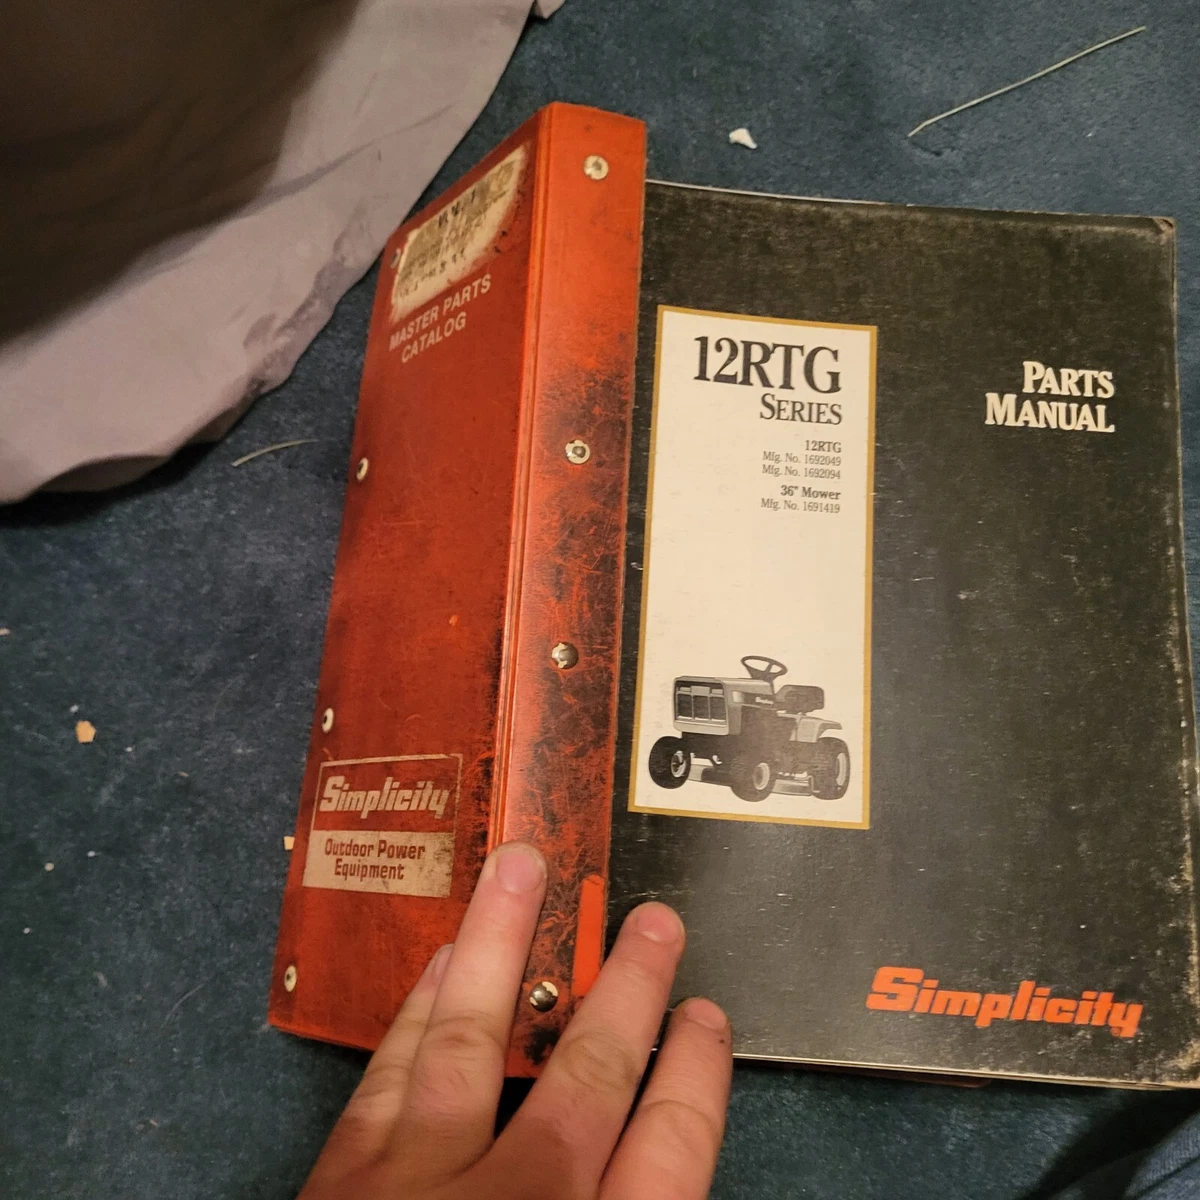 MASTER PARTS
CATALOG
Simplicity
Outdoor Power
Equipment
12RTG
SERIES
12RTG
Mfg. No. 1692049
Mfg. No. 1692094
36" Mower
Mfg. No. 1691419
PARTS
MANUAL
Simplicity